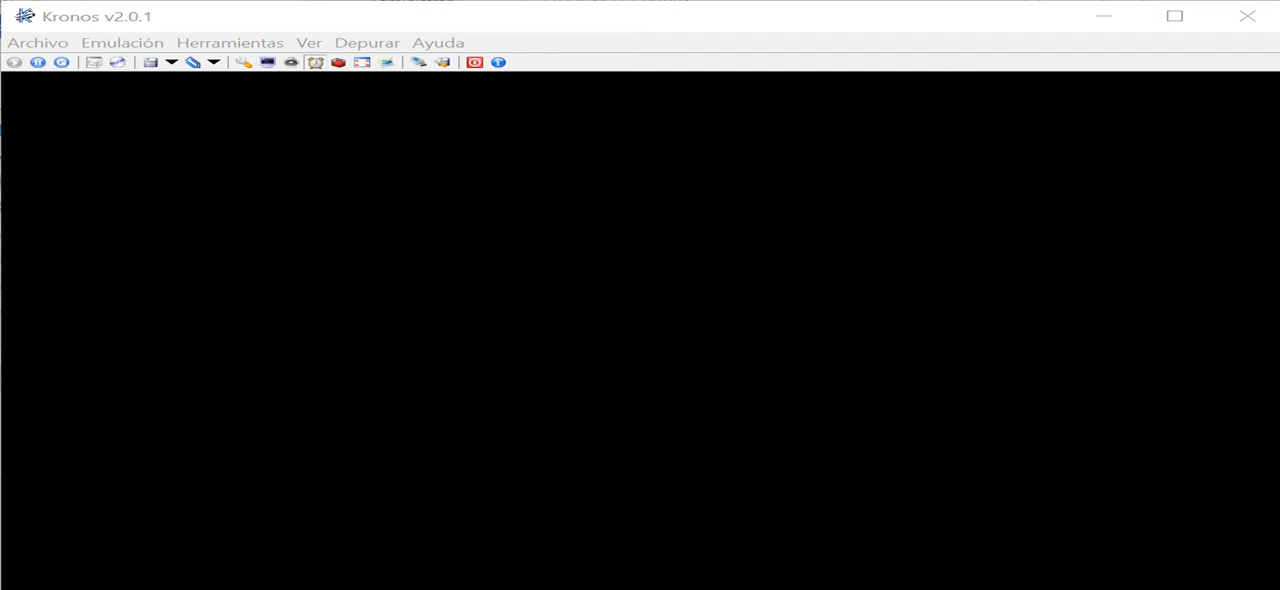 Kronos v2.0.1
Archivo Emulación Herramientas Ver Depurar Ayuda